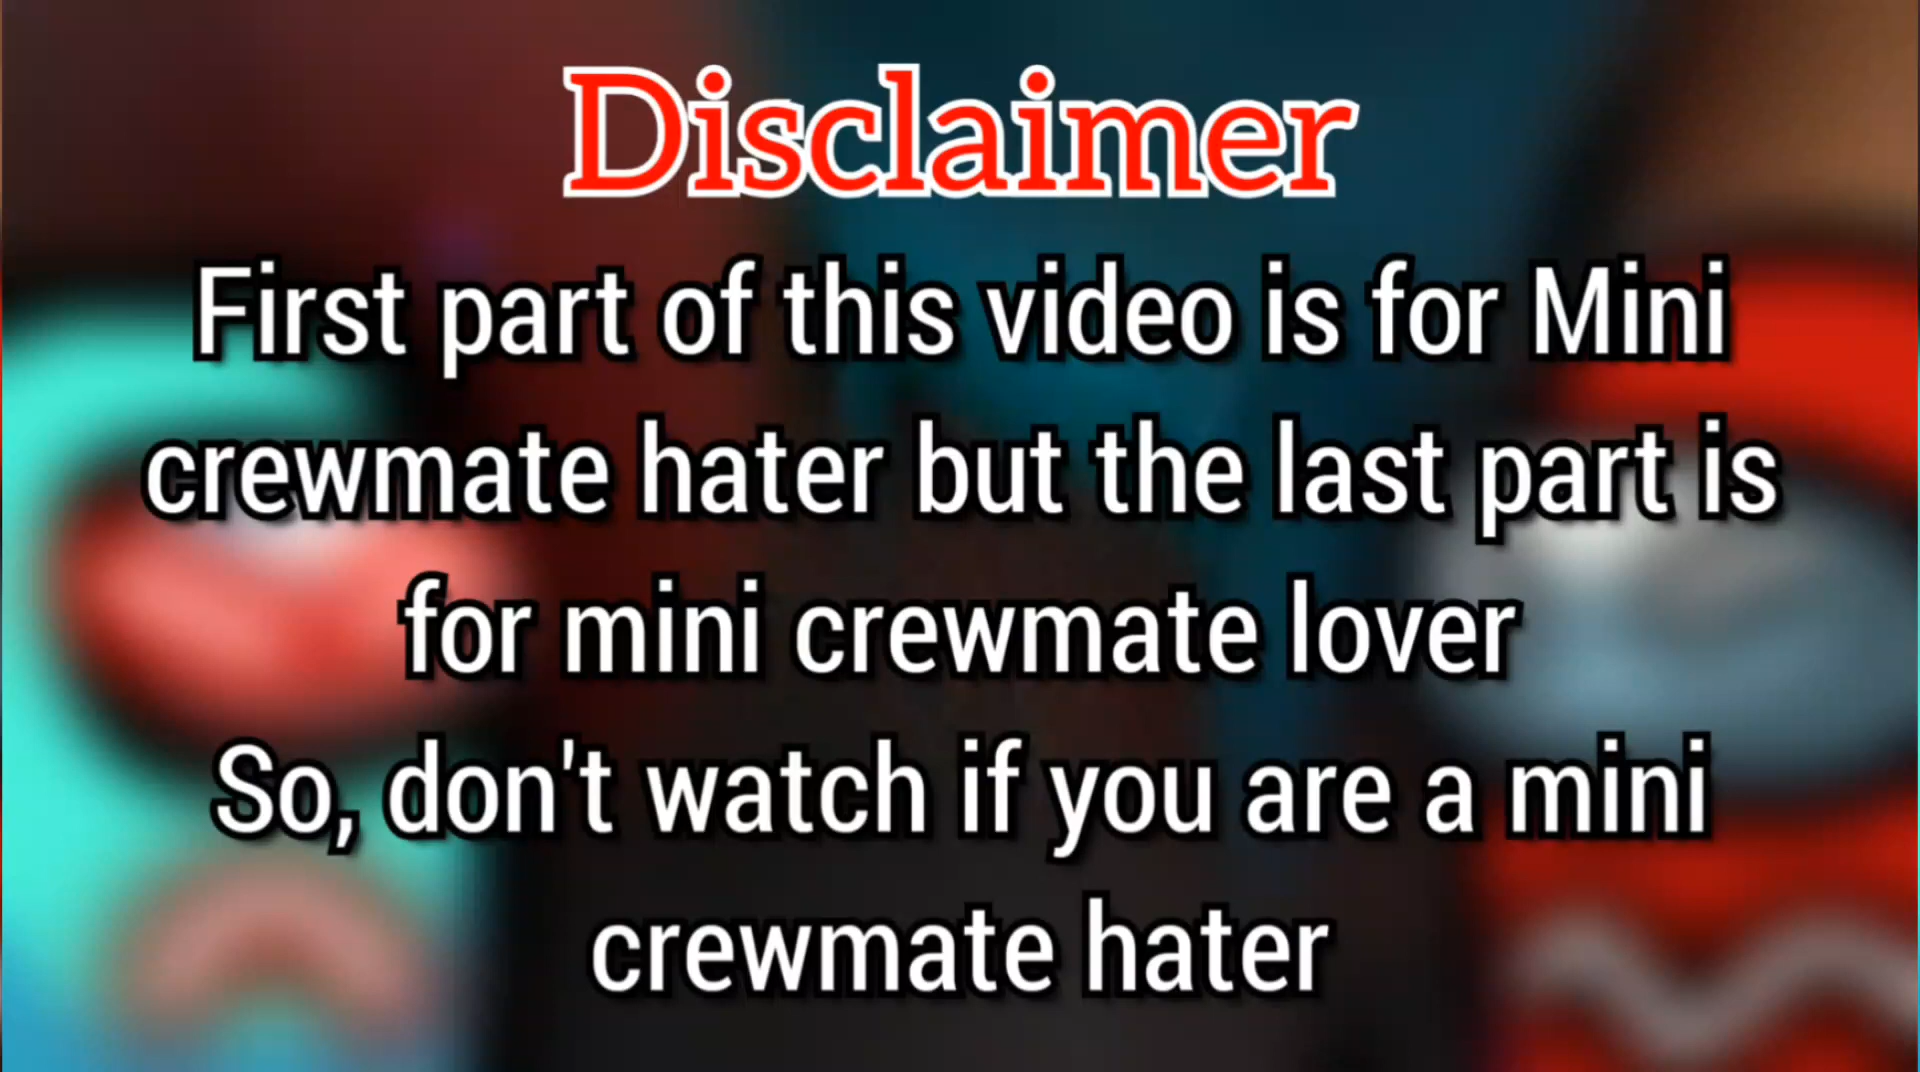 Disclaimer
First part of this video is for Mini
crewmate hater but the last part is
for mini crewmate lover
So, don't watch if you are a mini
crewmate hater